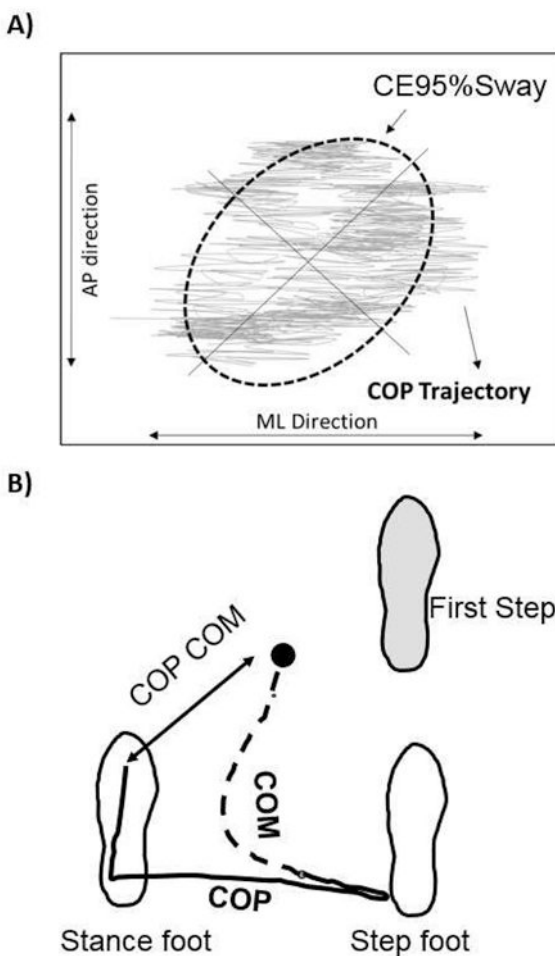 A)
CE95%Sway
AP direction
COP Trajectory
ML Direction
B)
First Step
COP COM
COM
COP
Stance foot
Step foot